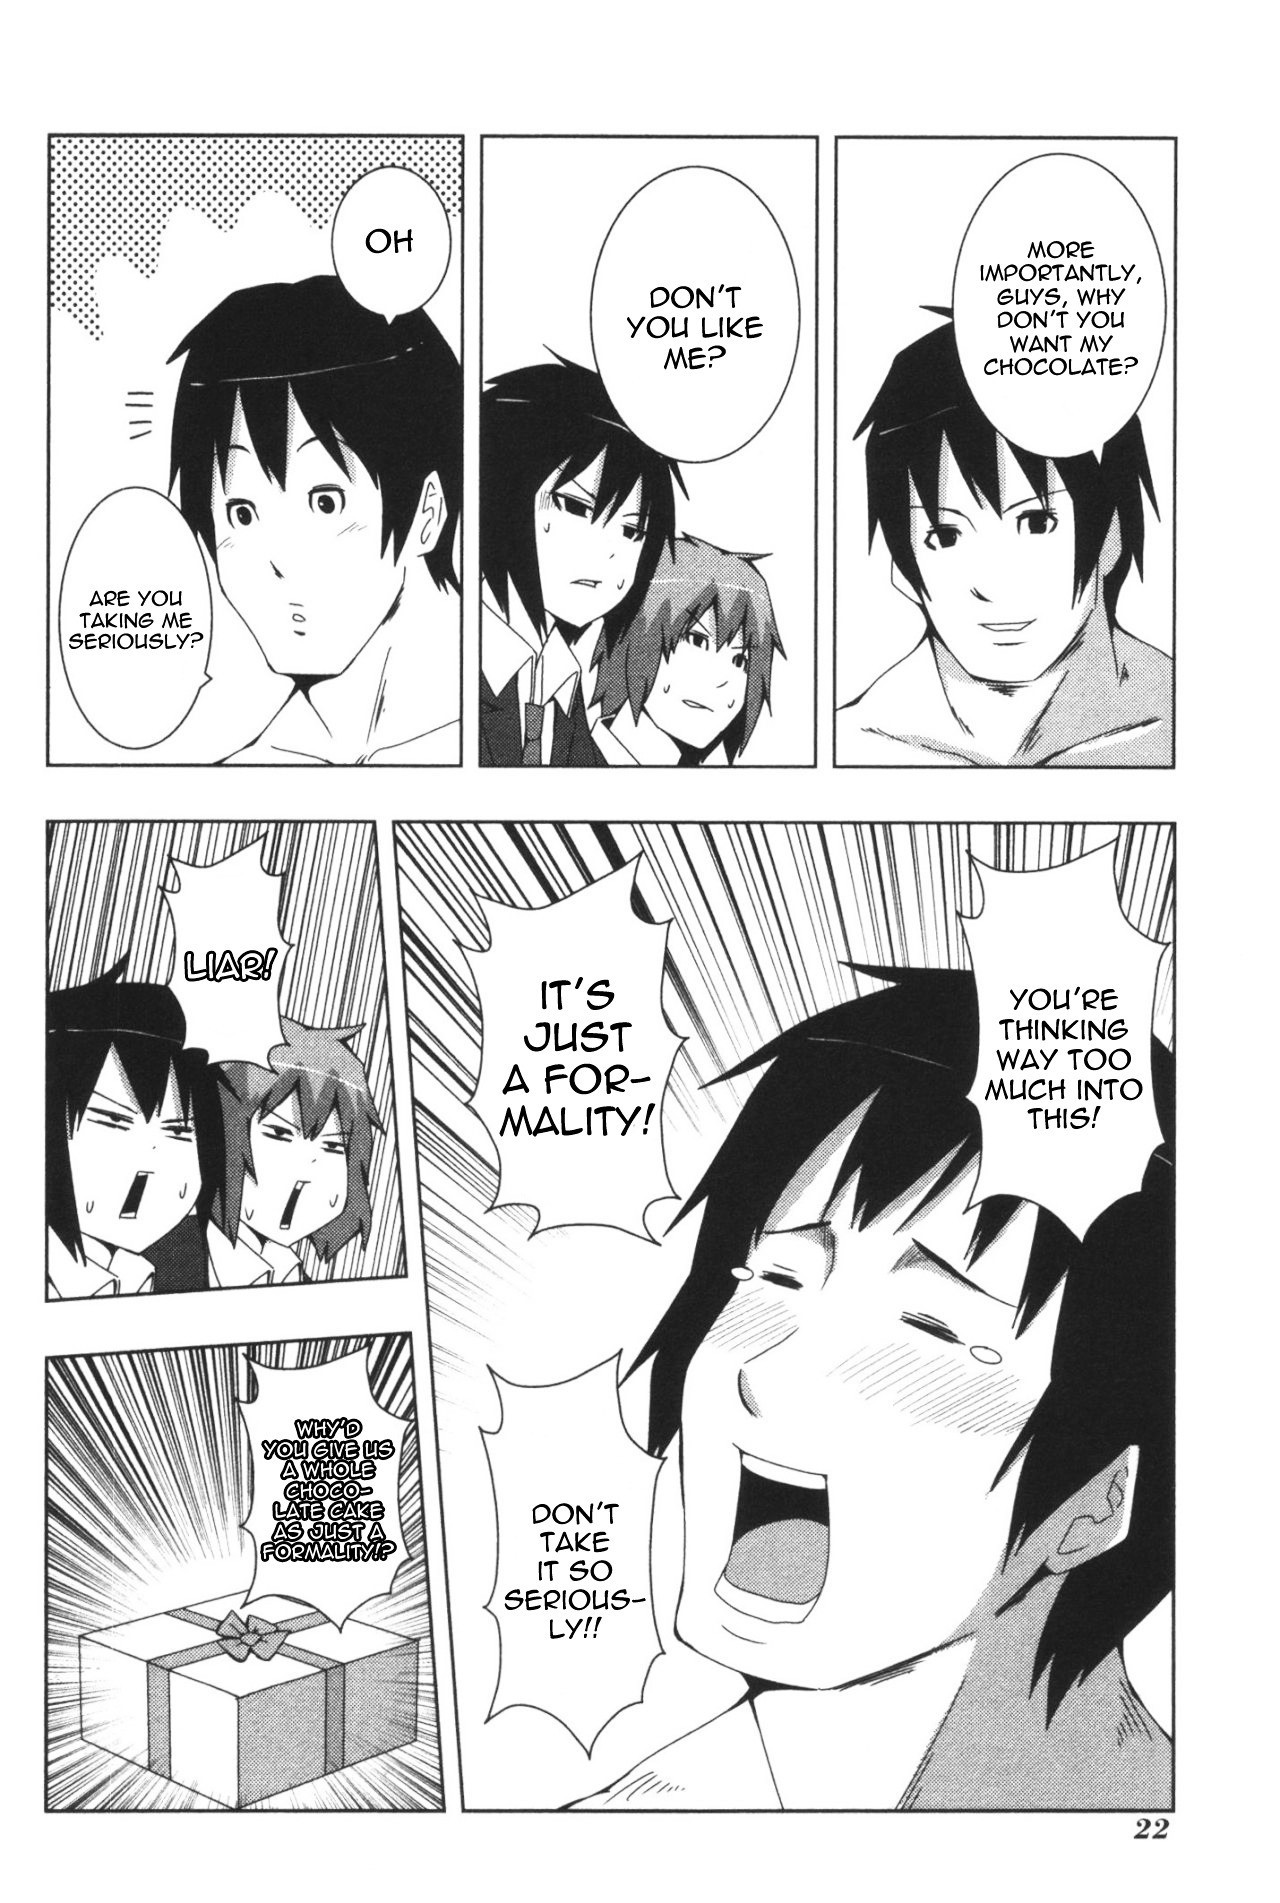 MORE
IMPORTANTLY,
GUYS, WHY
DON'T YOU
WANT MY
CHOCOLATE?
DON'T
YOU LIKE
ME?
OH
ARE YOU
TAKING ME
SERIOUSLY?
YOU'RE
THINKING
WAY TOO
MUCH INTO
THIS!
IT'S
JUST
A FOR-
MALITY!
DON'T
TAKE
IT SO
SERIOUS-
LY!!
LIAR!
WHY'D
YOU GIVE US
A WHOLE
CHOCO-
LATE CAKE
AS JUST A
FORMALITY!?
22